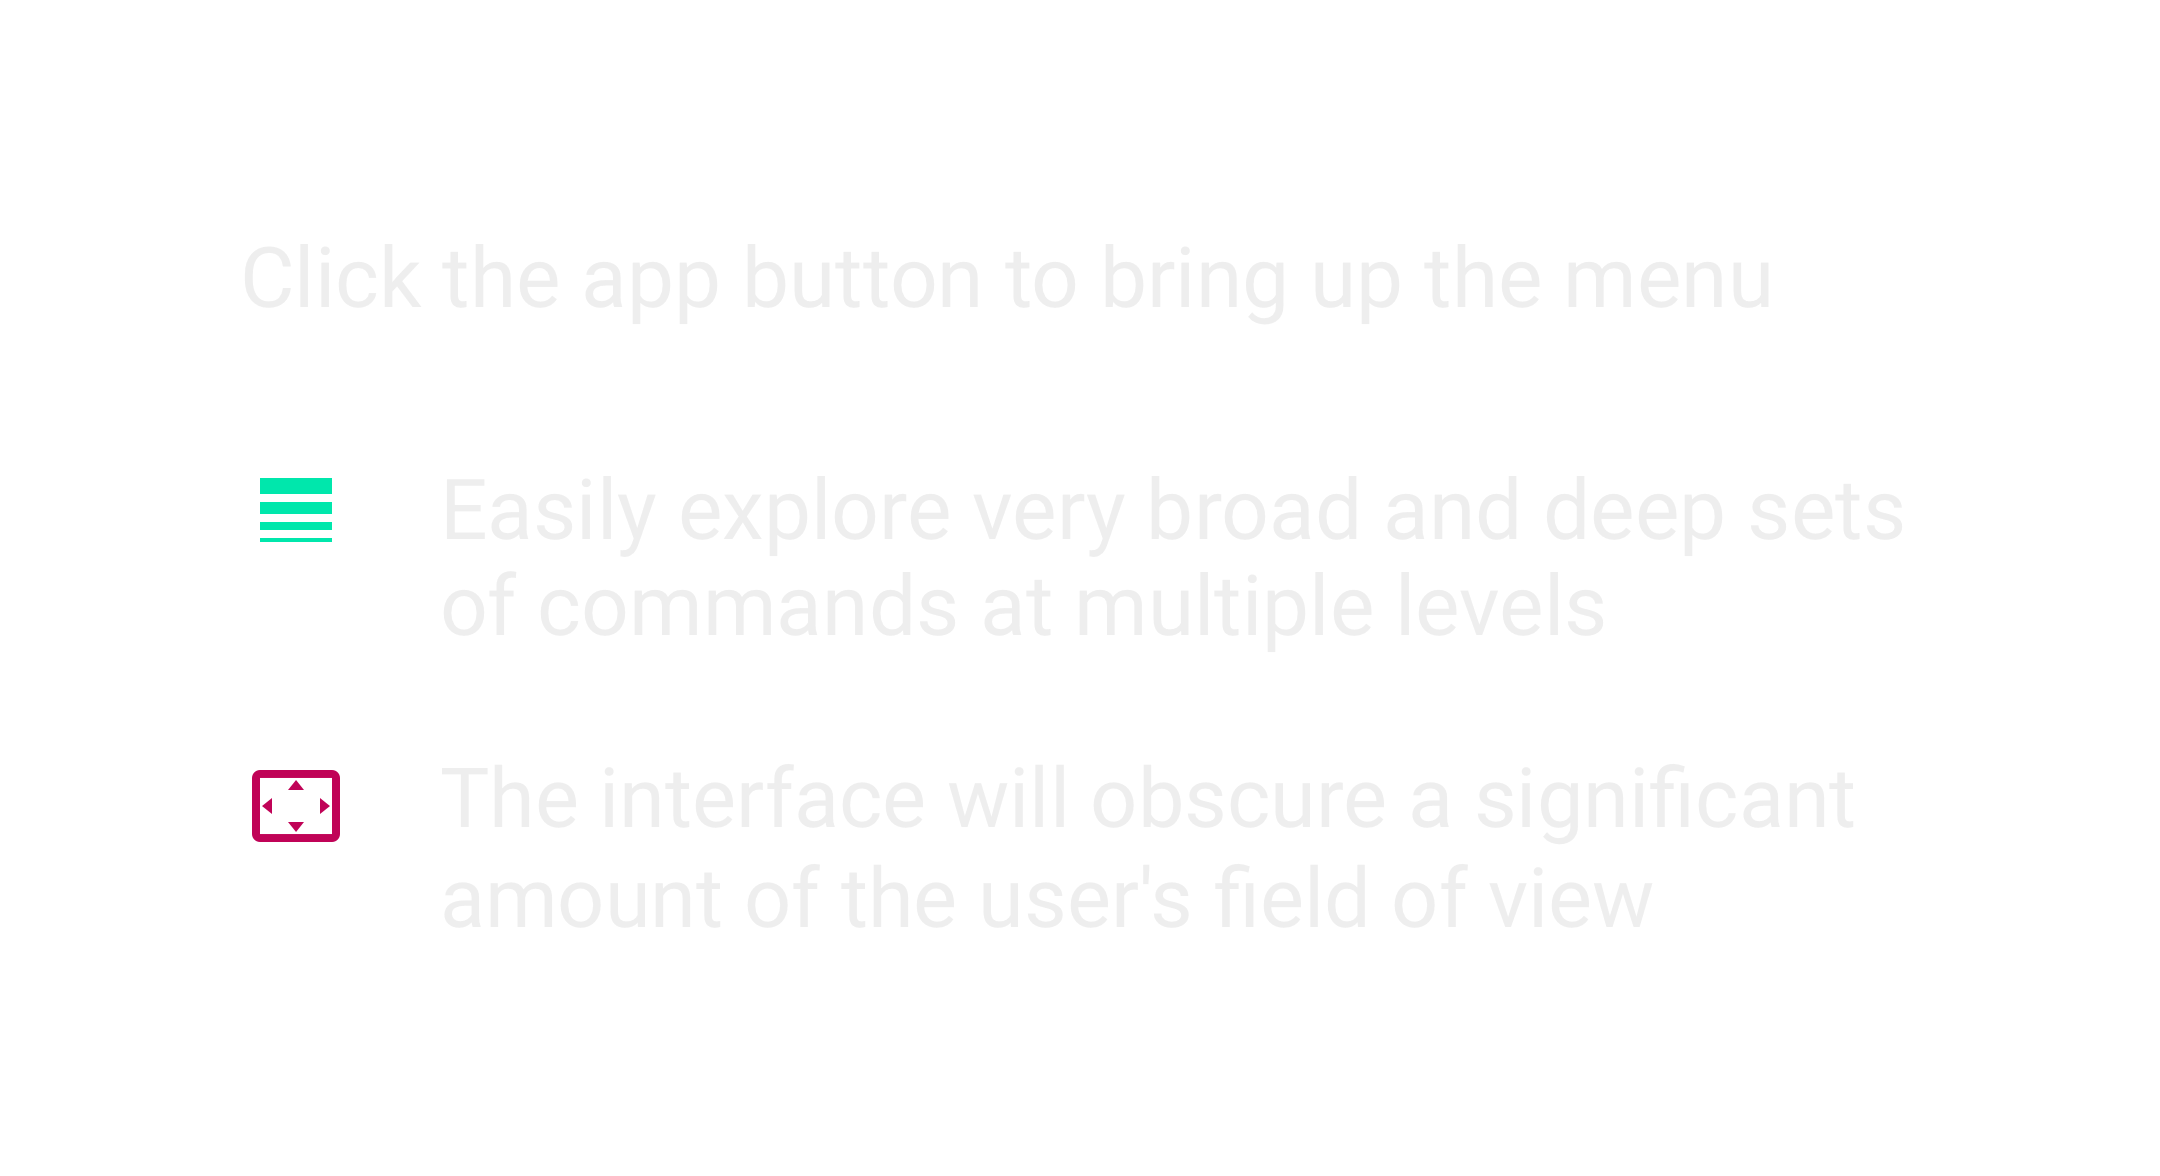 Click the app button to bring up the menu
Easily explore very broad and deep sets
of commands at multiple levels
The interface will obscure a significant
amount of the user's field of view